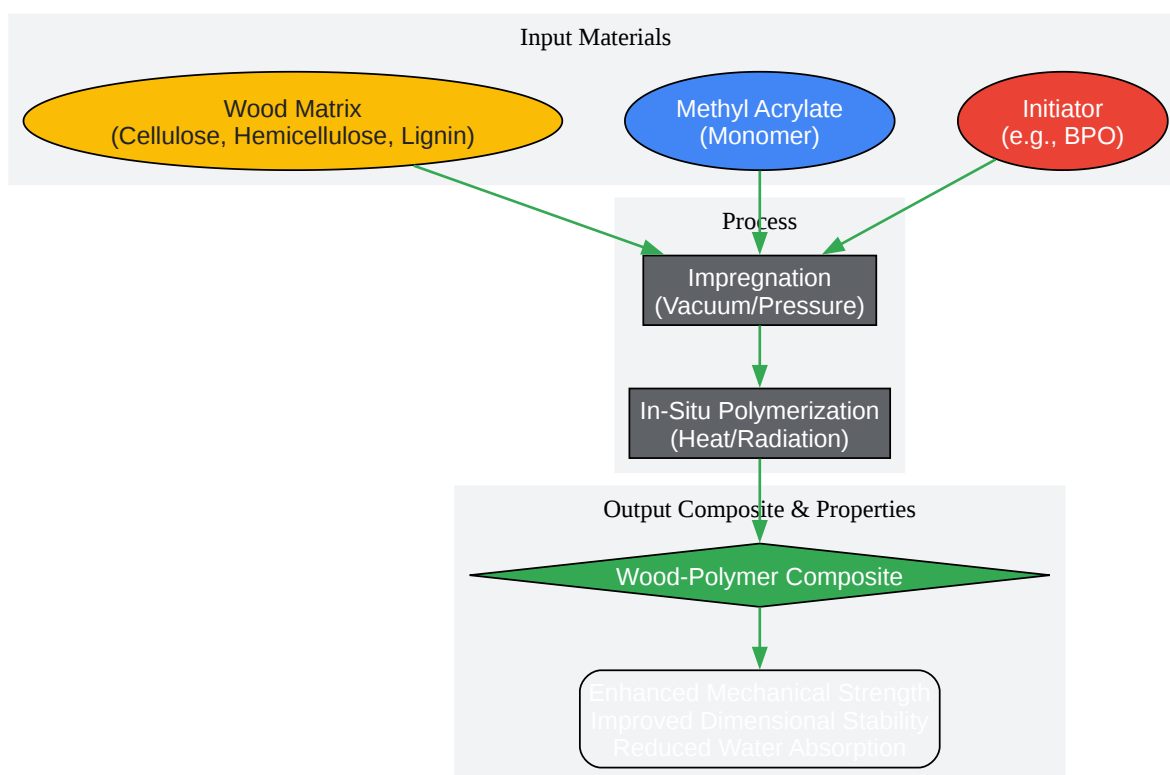 Input Materials
Wood Matrix
(Cellulose, Hemicellulose, Lignin)
Methyl Acrylate
(Monomer)
Initiator
(e.g., BPO)
Process
Impregnation
(Vacuum/Pressure)
In-Situ Polymerization
(Heat/Radiation)
Output Composite & Properties
Wood-Polymer Composite
Enhanced Mechanical Strength
Improved Dimensional Stability
Reduced Water Absorption